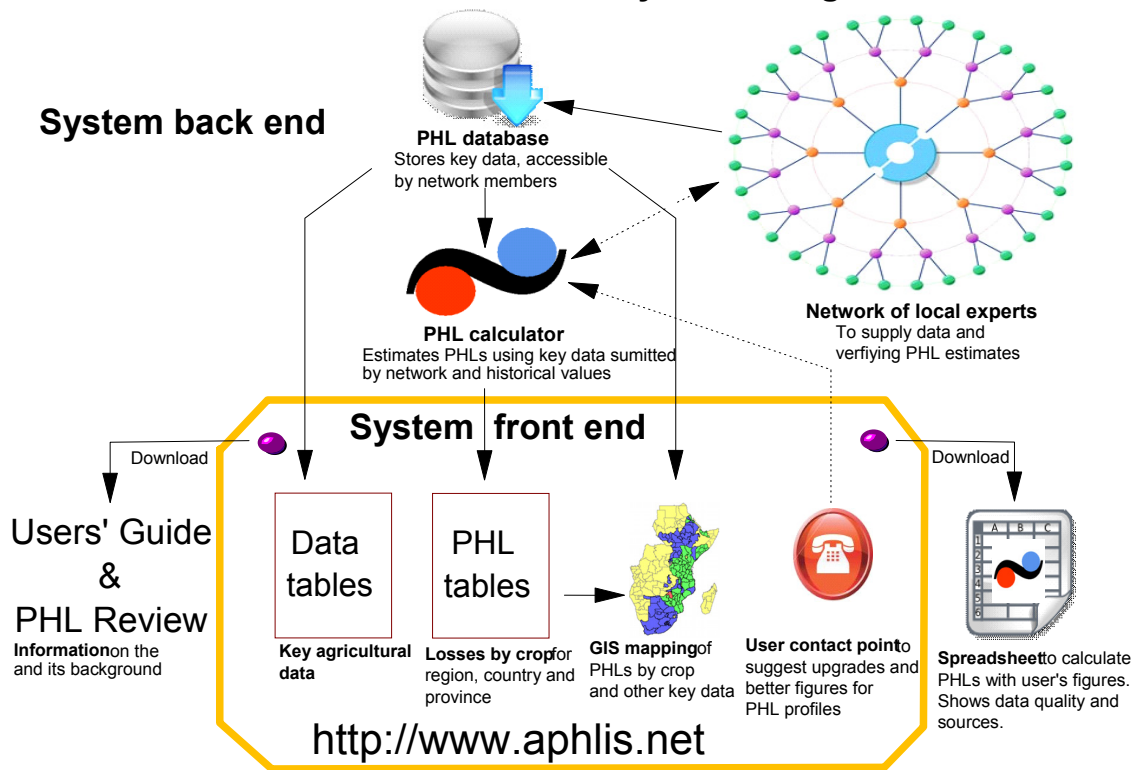 System back end
PHL database
Stores key data, accessible
by network members
PHL calculator
Estimates PHLs using key data sumitted
by network and historical values
Network of local experts
To supply data and
verfiying PHL estimates
System front end
Download
Users' Guide
&
PHL Review
Informationon the
and its background
Data
tables
Key agricultural
data
PHL
tables
Losses by cropfor
region, country and
province
GIS mappingof
PHLs by crop
and other key data
User contact pointto
suggest upgrades and
better figures for
PHL profiles
Download
A B C
1
2
3
4
5
6
Spreadsheetto calculate
PHLs with user's figures.
Shows data quality and
sources.
http://www.aphlis.net